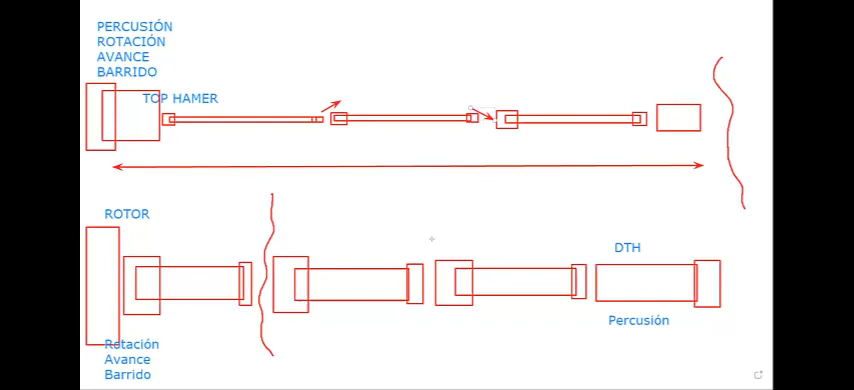 PERCUSIÓN
ROTACIÓN
AVANCE
BARRIDO
TOP HAMER
ROTOR
DTH
Percusión
Rotación
Avance
Barrido